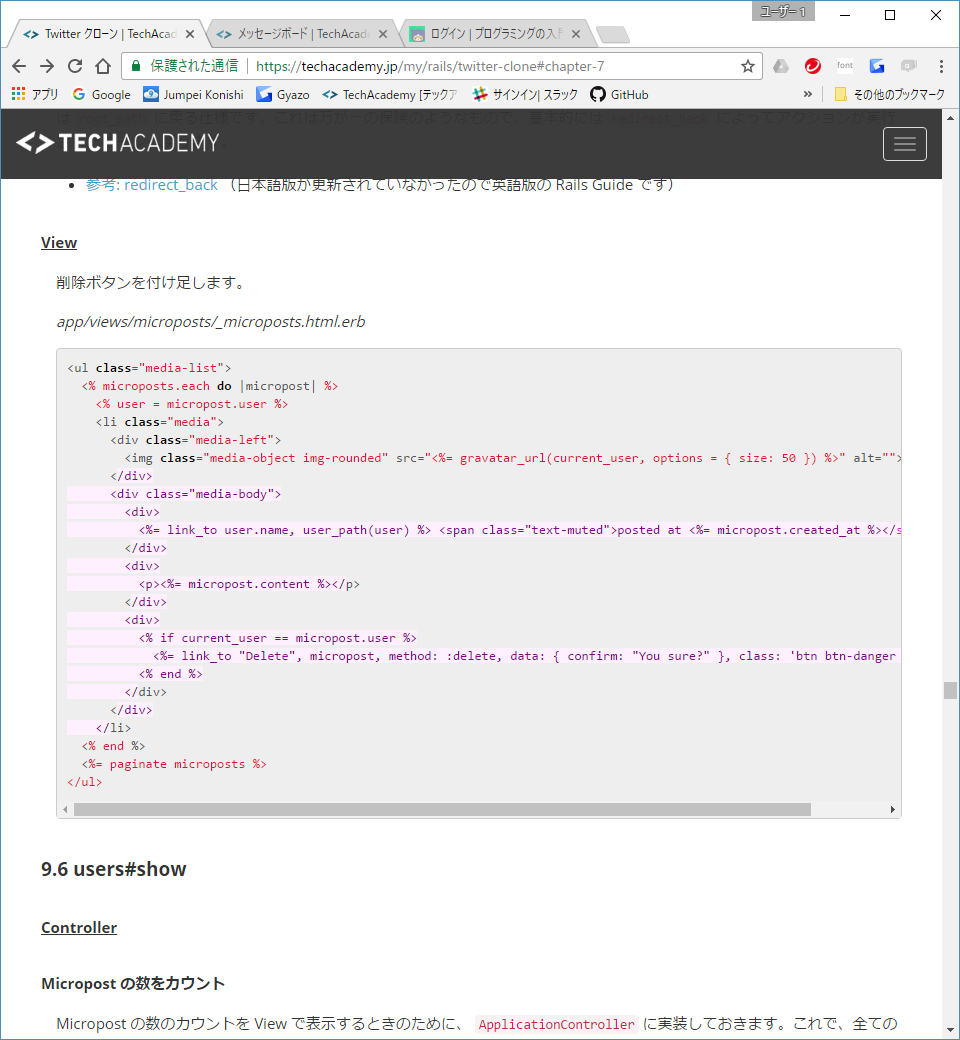 ユーザー 1
Twitter クローン | TechAcad
メッセージボード | TechAcade
ログイン | プログラミングの入門
保護された通信
https://techacademy.jp/my/rails/twitter-clone#chapter-7
font
アプリ
Google
Jumpei Konishi
Gyazo
TechAcademy [テックア
サインイン| スラック
GitHub
»
その他のブックマーク
TECHACADEMY
• 参考: redirect_back （日本語版が更新されていなかったので英語版の Rails Guide です）
View
削除ボタンを付け足します。
app/views/microposts/_microposts.html.erb
<ul class="media-list">
<% microposts.each do |micropost| %>
<% user = micropost.user %>
<li class="media">
<div class="media-left">
<img class="media-object img-rounded" src="<%= gravatar_url(current_user, options = { size: 50 }) %>" alt="">
</div>
<div class="media-body">
<div>
<%= link_to user.name, user_path(user) %> <span class="text-muted">posted at <%= micropost.created_at %></s
</div>
<div>
<p><%= micropost.content %></p>
</div>
<div>
<% if current_user == micropost.user %>
<%= link_to "Delete", micropost, method: :delete, data: { confirm: "You sure?" }, class: 'btn btn-danger
<% end %>
</div>
</div>
</li>
<% end %>
<%= paginate microposts %>
</ul>
9.6 users#show
Controller
Micropost の数をカウント
Micropost の数のカウントを View で表示するときのために、 ApplicationController に実装しておきます。これで、全ての